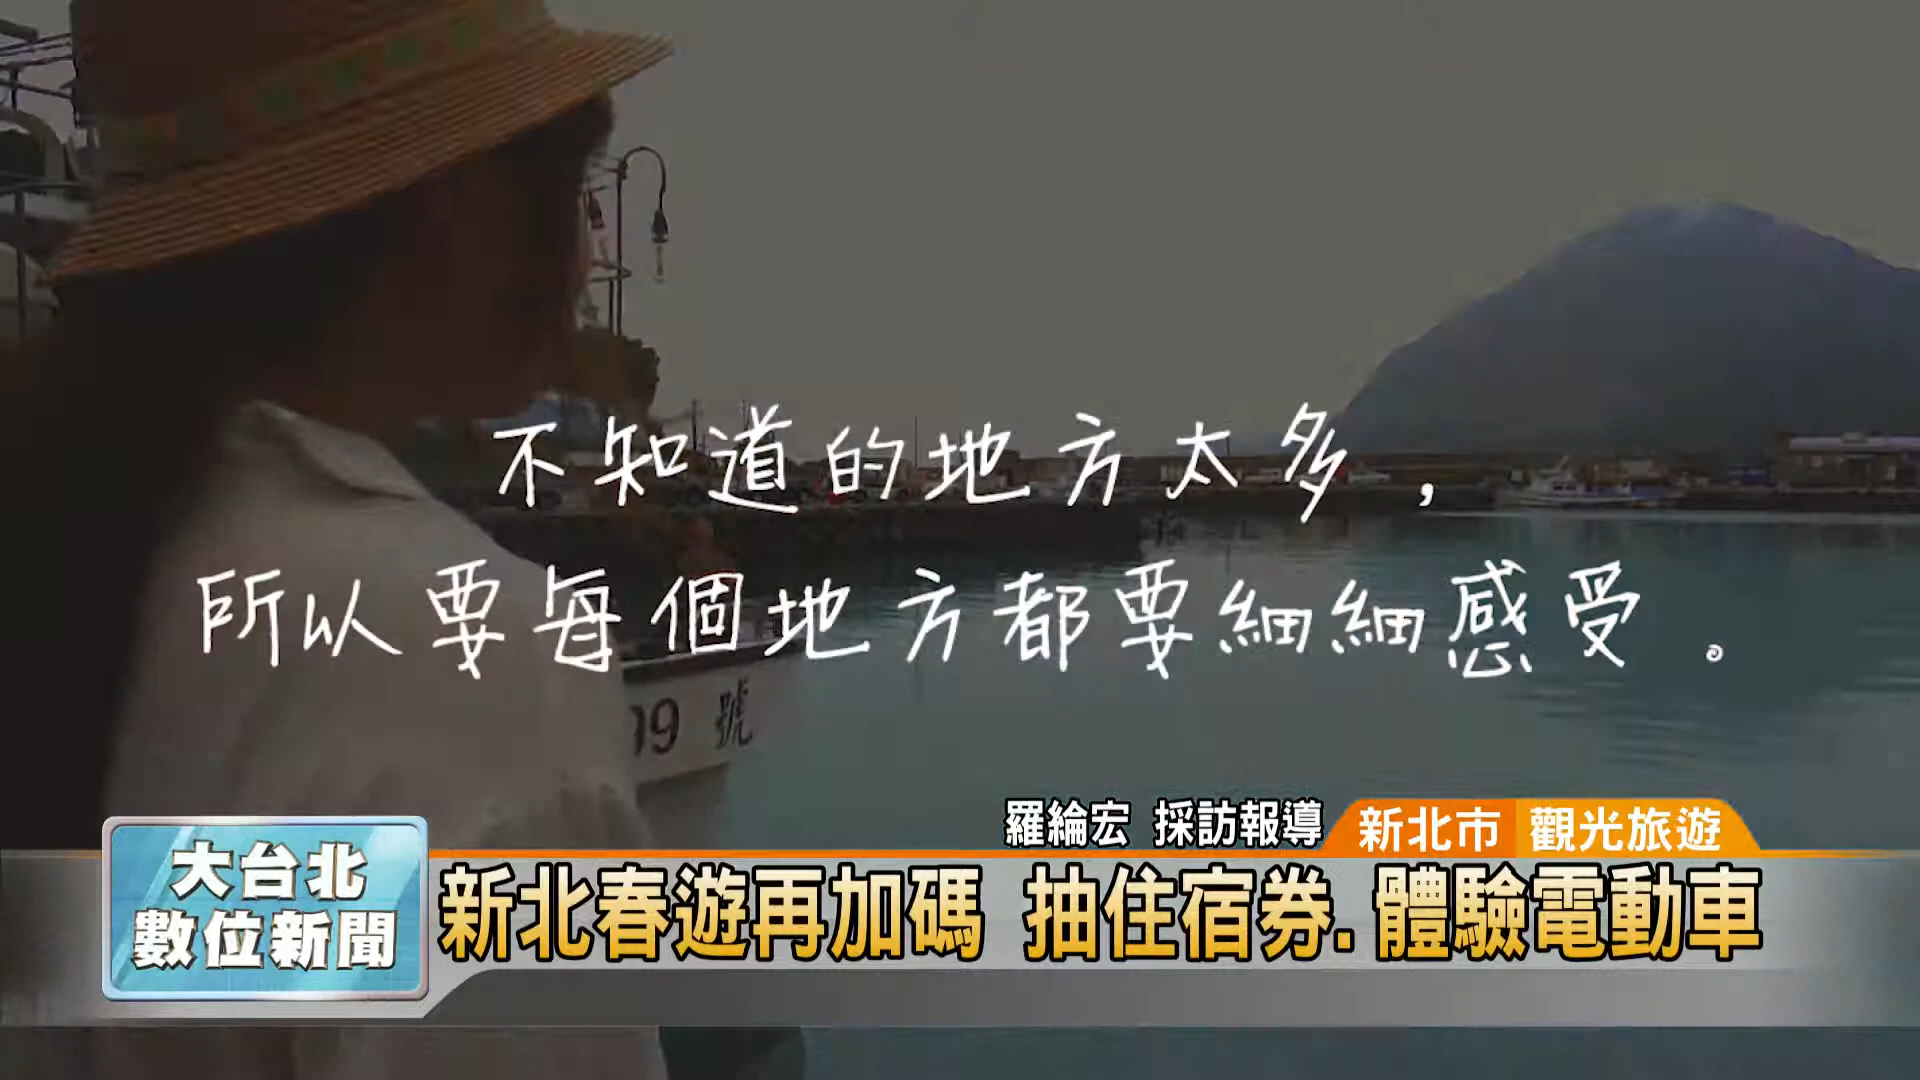 不知道的地方太多，
所以要每個地方都要細細感受。
09 號
羅綸宏 採訪報導
新北市 觀光旅遊
大台北
數位新聞
新北春遊再加碼 抽住宿券.體驗電動車